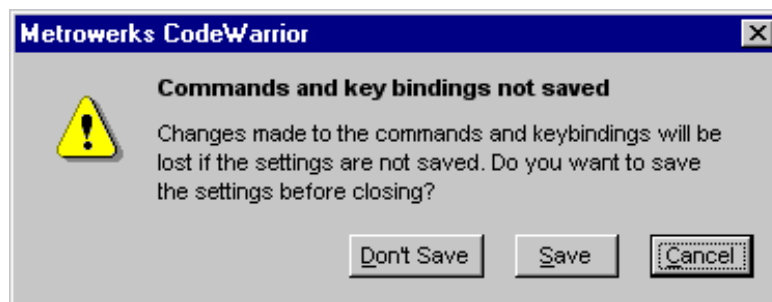 Metrowerks CodeWarrior
Commands and key bindings not saved
Changes made to the commands and keybindings will be
lost if the settings are not saved. Do you want to save
the settings before closing?
Don't Save Save Cancel